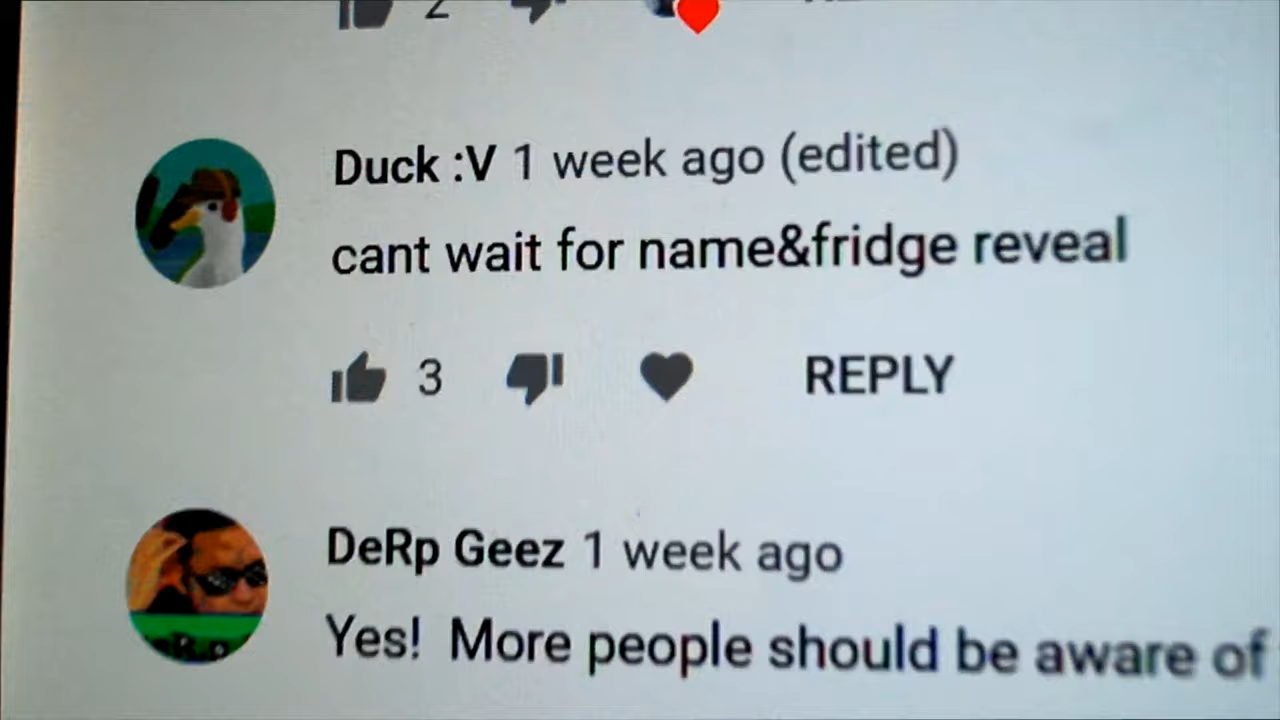 2
Duck :V 1 week ago (edited)
cant wait for name&fridge reveal
3 REPLY
DeRp Geez 1 week ago
Yes!  More people should be aware of